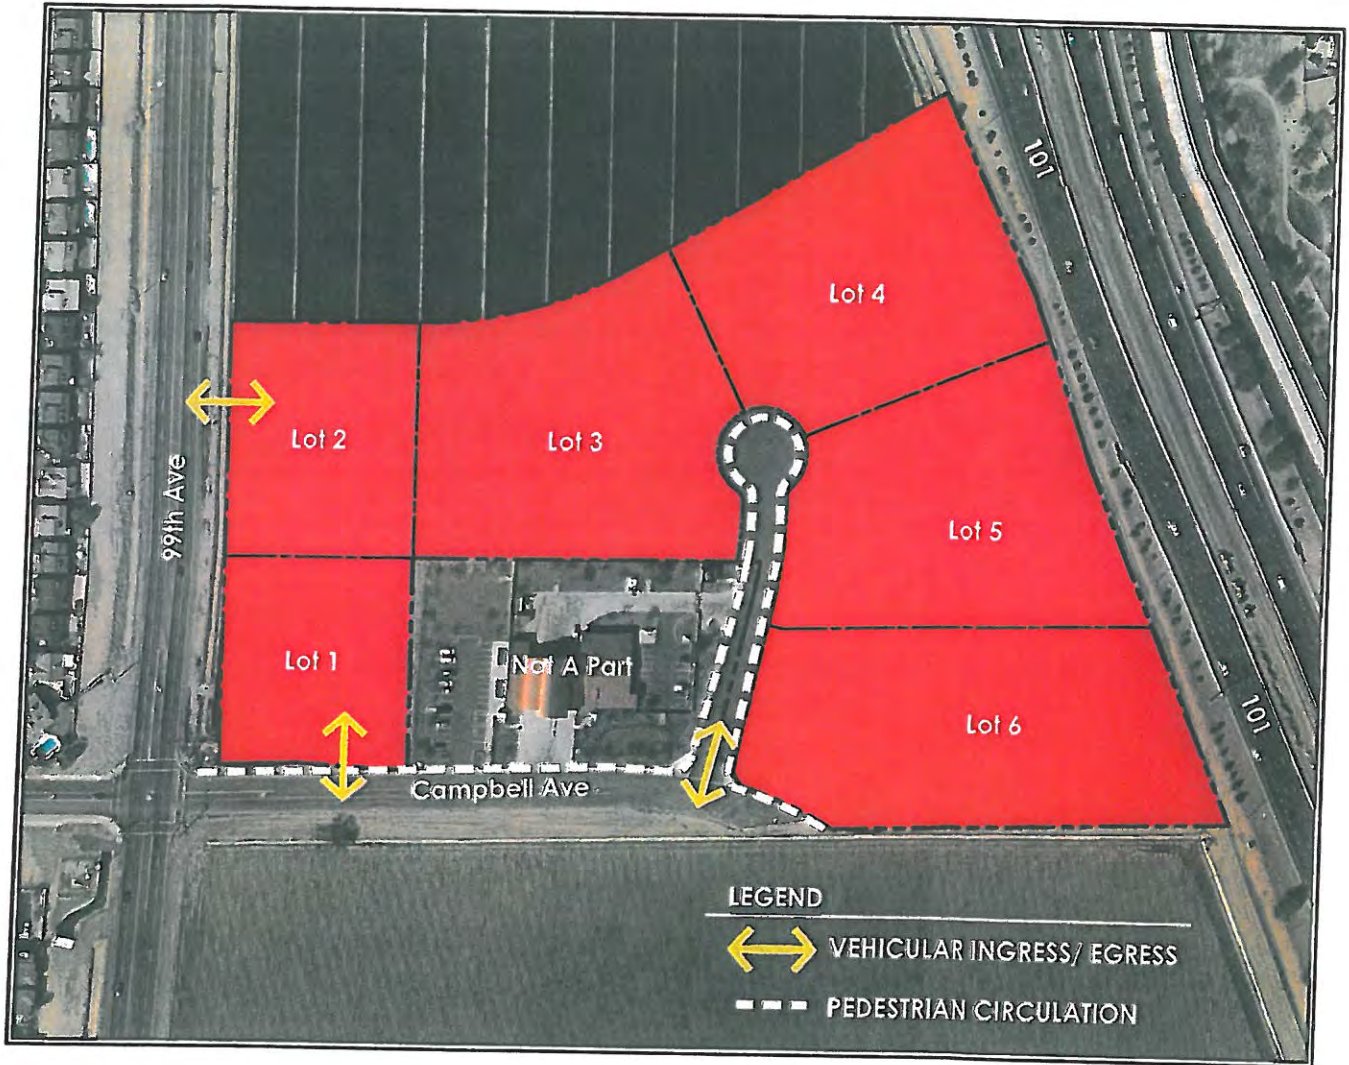 101
Lot 4
Lot 2
Lot 3
99th Ave
Lot 5
Lot 1
Not A Part
Lot 6
101
Campbell Ave
LEGEND
VEHICULAR INGRESS/ EGRESS
PEDESTRIAN CIRCULATION